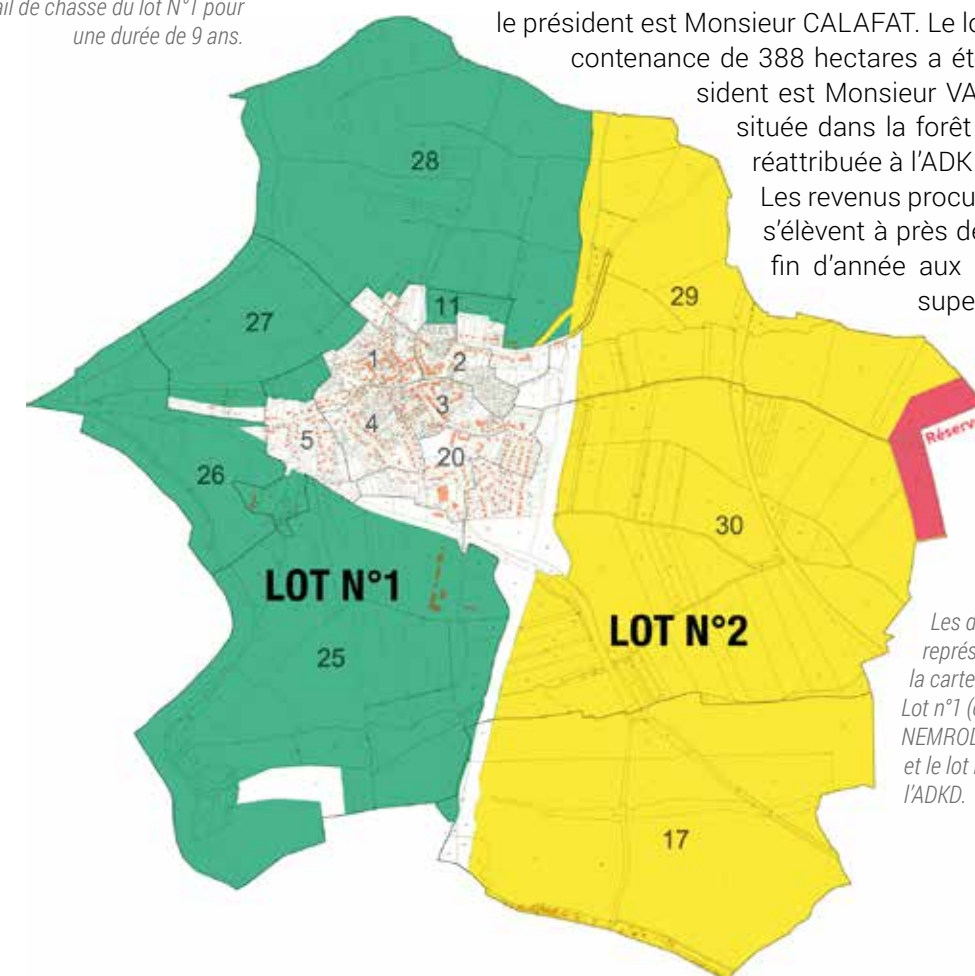 ail de chasse du lot N°1 pour
une durée de 9 ans.
le président est Monsieur CALAFAT. Le lo
contenance de 388 hectares a ét
sident est Monsieur VA
située dans la forêt
réattribuée à l'ADK
Les revenus procu
s'élèvent à près de
fin d'année aux
supe
28
27
11
29
1
2
3
4
5
20
26
30
Réserve
LOT N°1
LOT N°2
25
17
Les d
représ
la carte
Lot n°1 (
NEMROD
et le lot
l'ADKD.